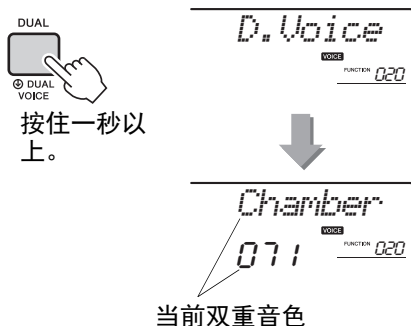 DUAL
DUAL
VOICE
按住一秒以
上。
D.Voice
VOICE
FUNCTION 020
Chamber
VOICE
071
FUNCTION 020
当前双重音色